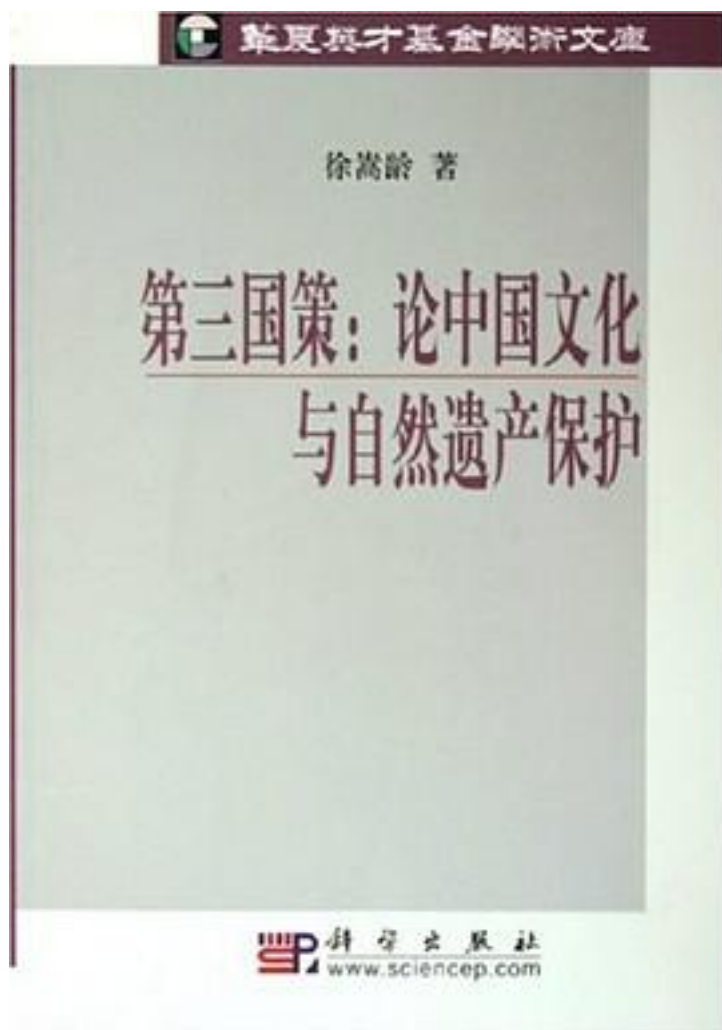 華夏英才基金學術文庫
徐嵩龄 著
第三国策：论中国文化
与自然遗产保护
科学出版社
www.sciencep.com